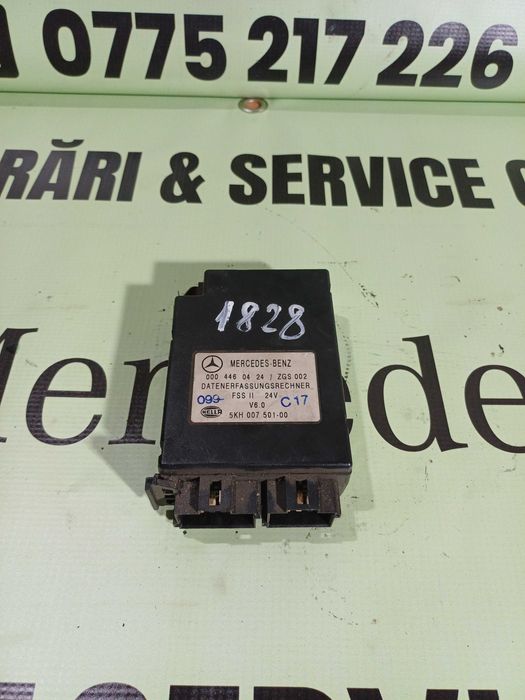 0775 217 226
RĂRI & SERVICE
1828
MERCEDES-BENZ
000 446 04 24 / ZGS 002
DATENERFASSUNGSRECHNER
099 FSS II 24V
V6.0 C17
HELLA 5KH 007 501-00
Mercede